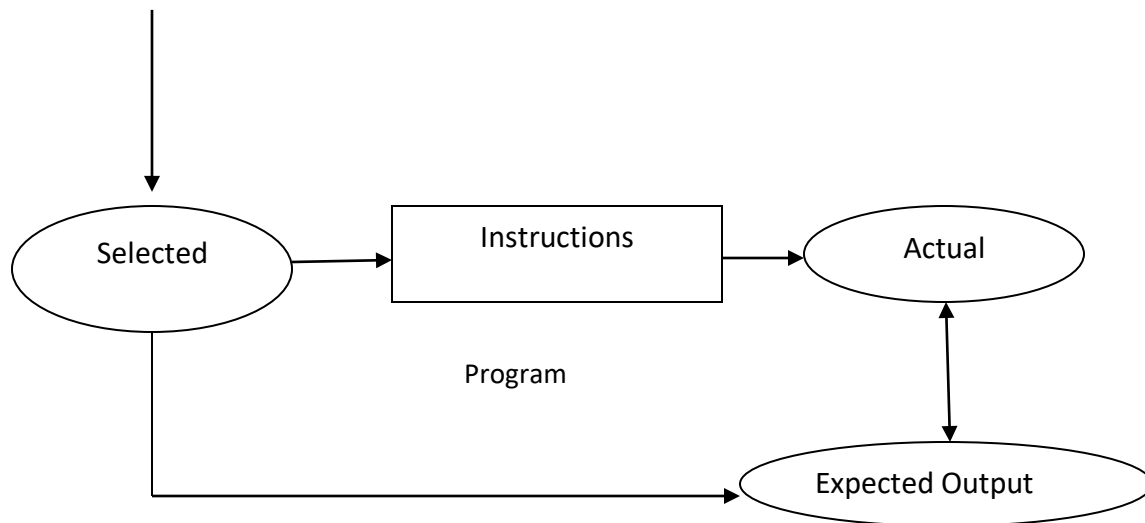 Selected
Instructions
Actual
Program
Expected Output